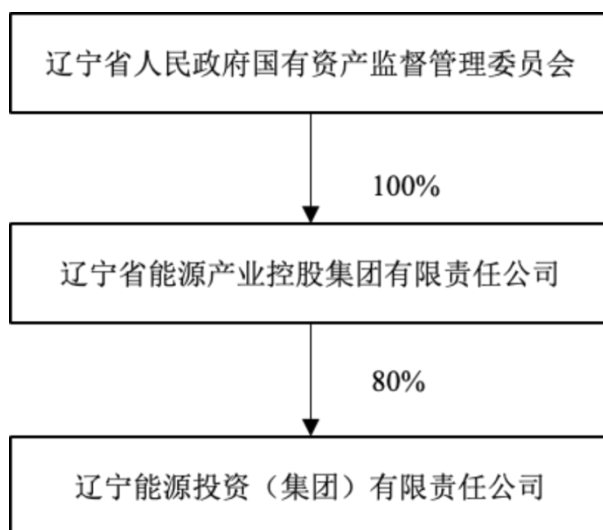 辽宁省人民政府国有资产监督管理委员会
100%
辽宁省能源产业控股集团有限责任公司
80%
辽宁能源投资（集团）有限责任公司